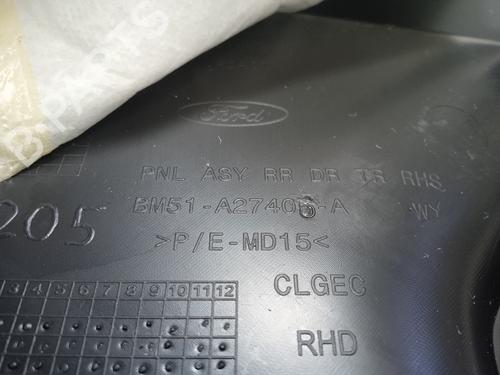 Ford
PNL ASY RR DR TR RHS
BM51-A27406-A WY
205
>P/E-MD15<
CLGEC
3 4 5 6 7 8 9 10 11 12
RHD
B-PARTS